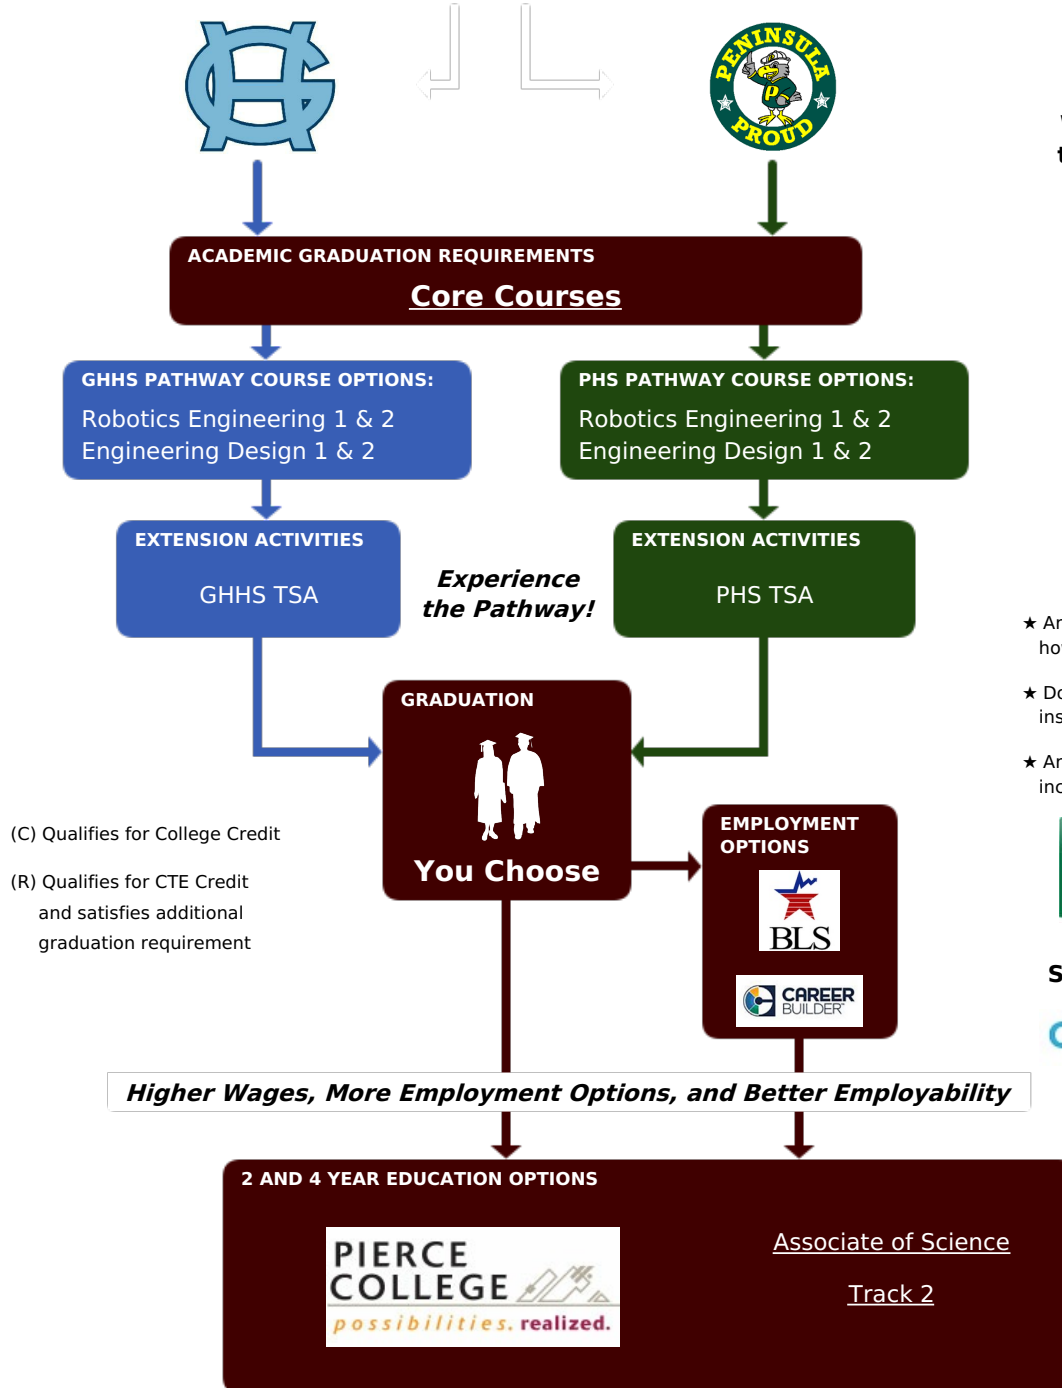 PENINSULA
P
PROUD
ACADEMIC GRADUATION REQUIREMENTS
Core Courses
GHHS PATHWAY COURSE OPTIONS:
Robotics Engineering 1 & 2
Engineering Design 1 & 2
PHS PATHWAY COURSE OPTIONS:
Robotics Engineering 1 & 2
Engineering Design 1 & 2
EXTENSION ACTIVITIES
GHHS TSA
Experience
the Pathway!
EXTENSION ACTIVITIES
PHS TSA
GRADUATION
You Choose
(C) Qualifies for College Credit
(R) Qualifies for CTE Credit
and satisfies additional
graduation requirement
EMPLOYMENT
OPTIONS
BLS
CAREER
BUILDER
Higher Wages, More Employment Options, and Better Employability
2 AND 4 YEAR EDUCATION OPTIONS
PIERCE
COLLEGE
possibilities. realized.
Associate of Science
Track 2